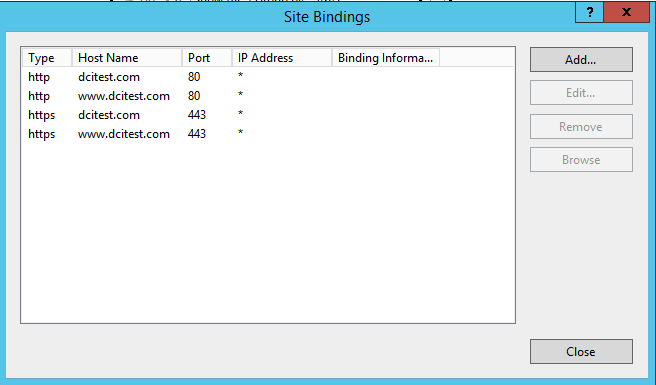 Site Bindings
? x
Type Host Name Port IP Address Binding Informa...
http dcitest.com 80 *
http www.dcitest.com 80 *
https dcitest.com 443 *
https www.dcitest.com 443 *
Add...
Edit...
Remove
Browse
Close